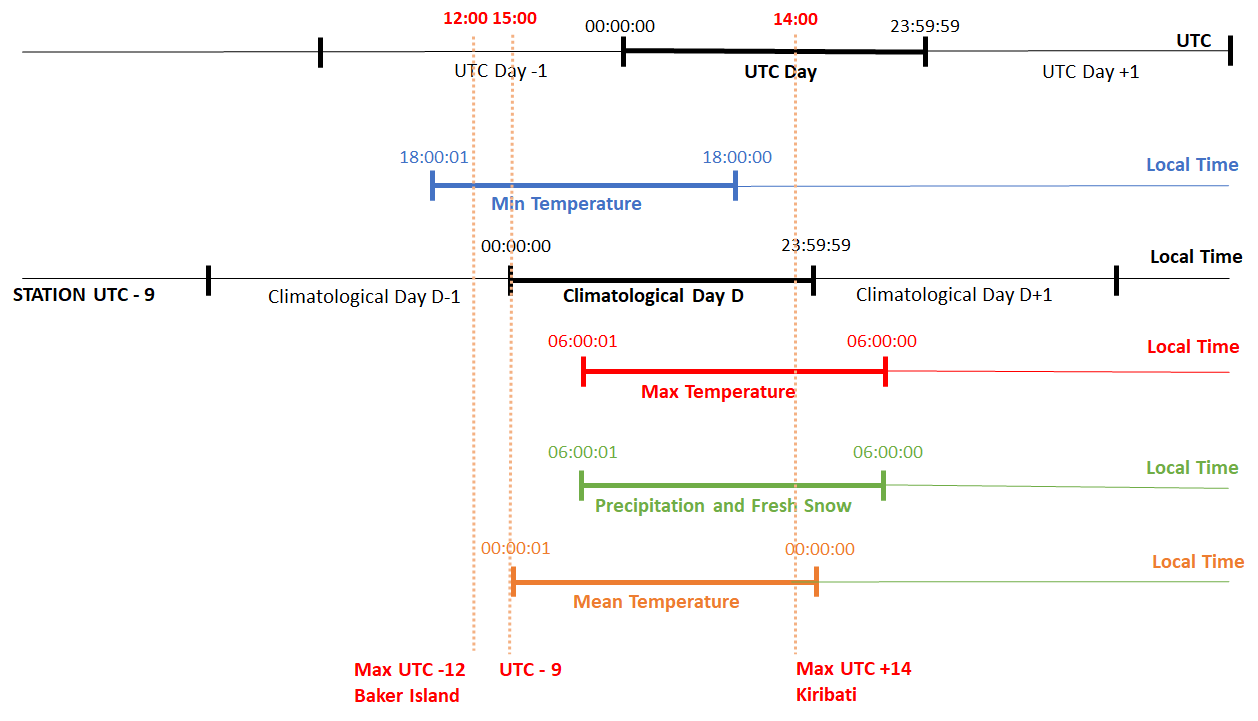 12:00 15:00
14:00
00:00:00
23:59:59
UTC
UTC Day -1
UTC Day
UTC Day +1
18:00:01
18:00:00
Local Time
Min Temperature
00:00:00
23:59:59
Local Time
STATION UTC - 9
Climatological Day D-1
Climatological Day D
Climatological Day D+1
06:00:01
06:00:00
Local Time
Max Temperature
06:00:01
06:00:00
Local Time
Precipitation and Fresh Snow
00:00:01
00:00:00
Local Time
Mean Temperature
Max UTC -12
Baker Island
UTC - 9
Max UTC +14
Kiribati